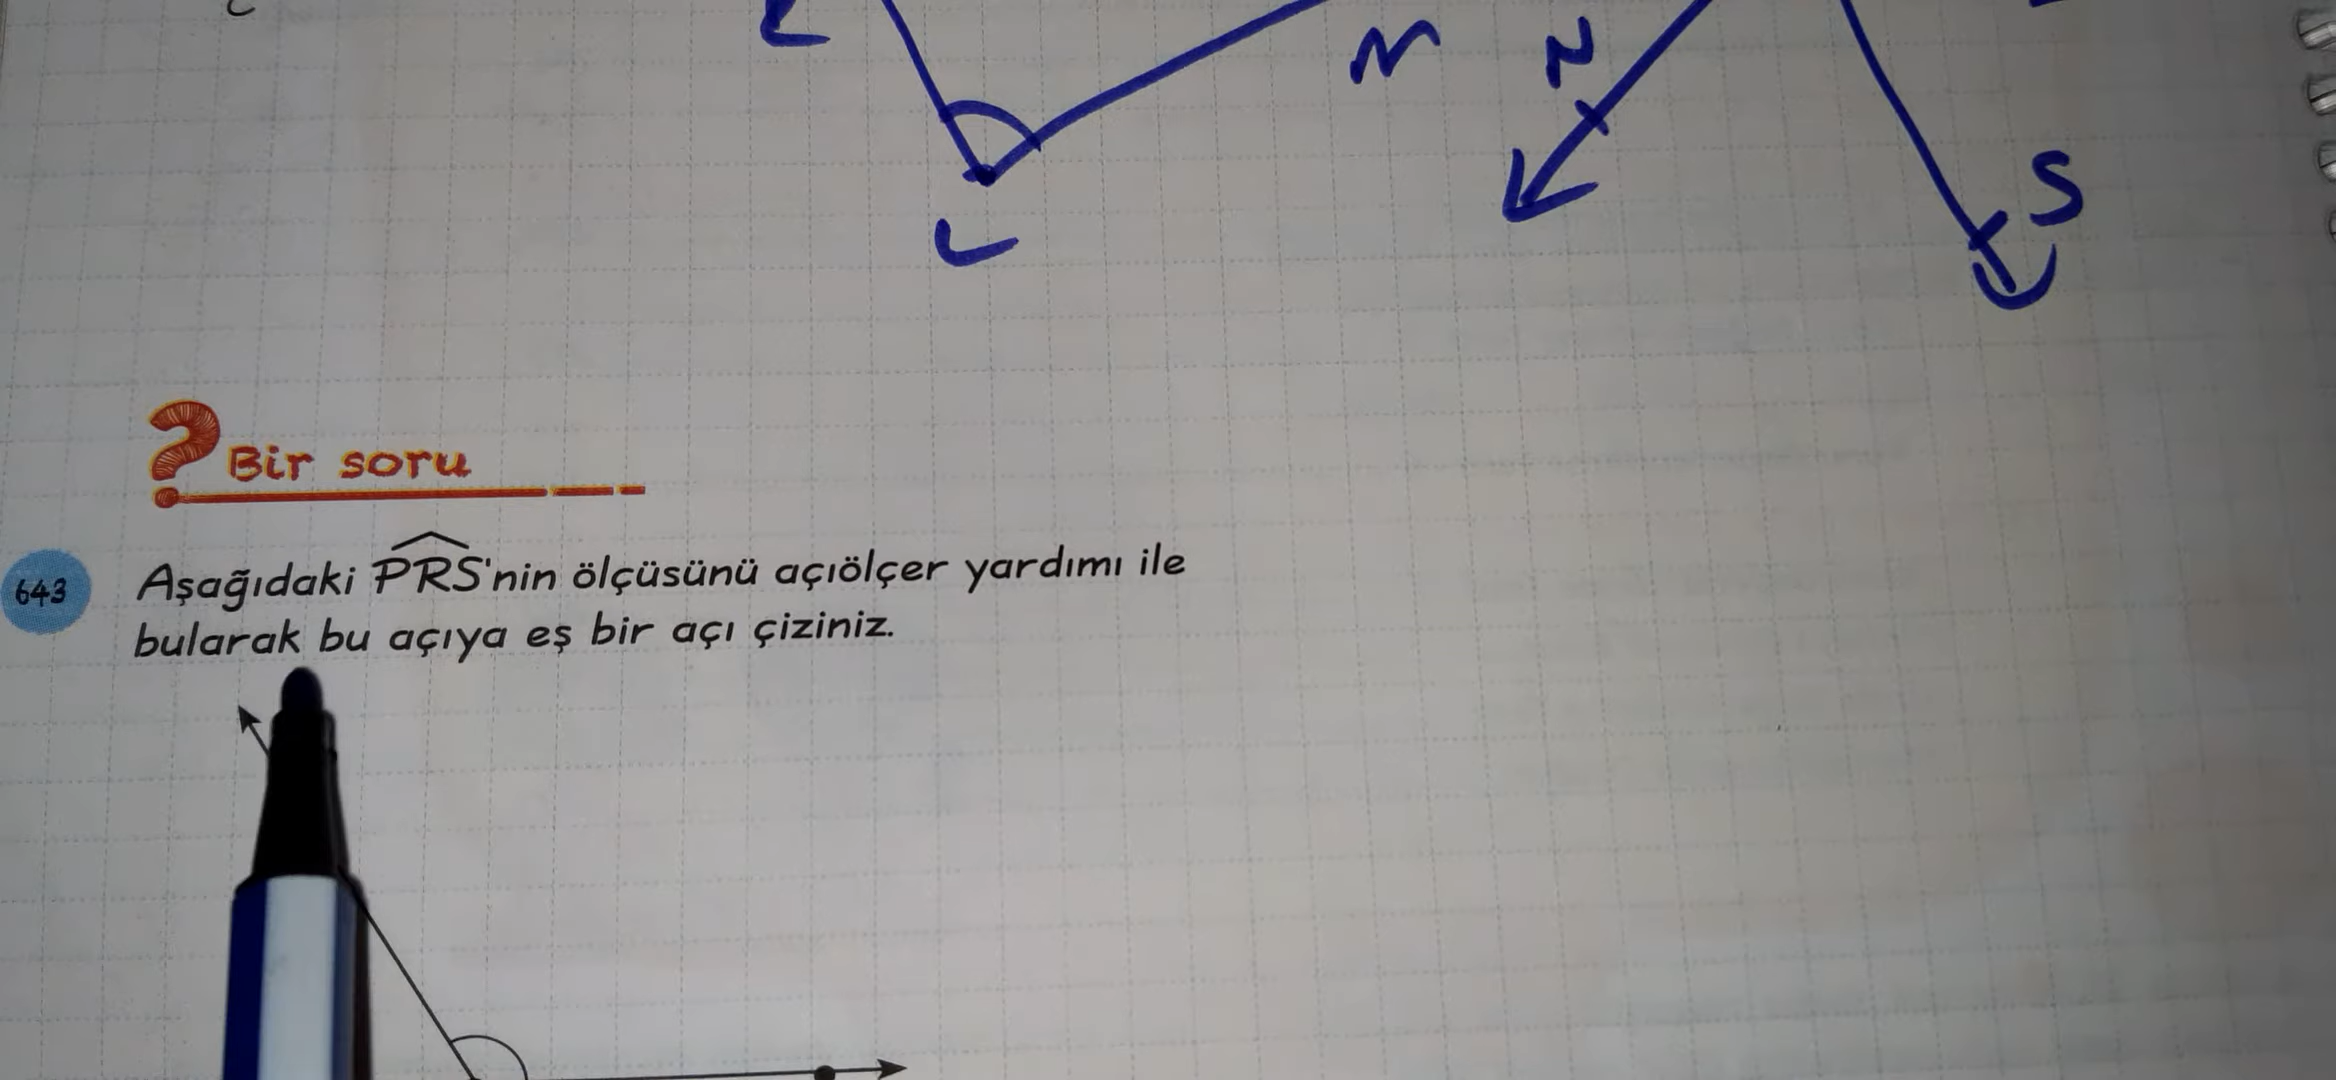 M
N
S
L
Bir soru
643
Aşağıdaki PRS'nin ölçüsünü açıölçer yardımı ile
bularak bu açıya eş bir açı çiziniz.